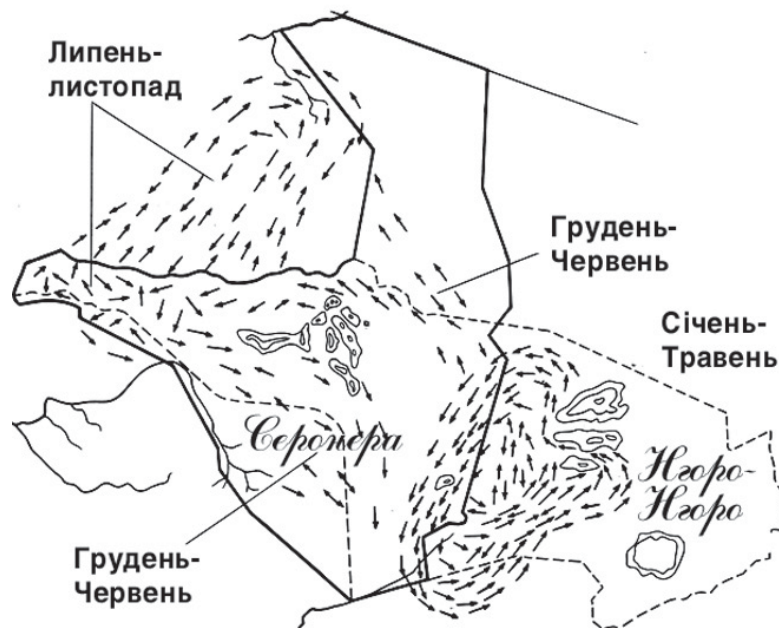 Липень-
листопад
Грудень-
Червень
Січень-
Травень
Серонера
Нгоро-
Нгоро
Грудень-
Червень